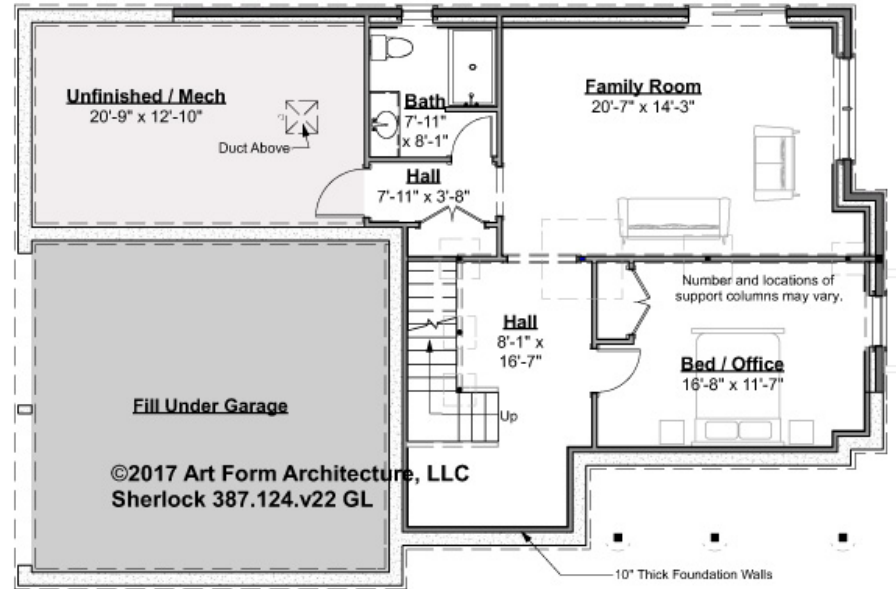 Unfinished / Mech
20'-9" x 12'-10"
Duct Above
Bath
7'-11"
x 8'-1"
Family Room
20'-7" x 14'-3"
Hall
7'-11" x 3'-8"
Number and locations of
support columns may vary.
Hall
8'-1" x
16'-7"
Bed / Office
16'-8" x 11'-7"
Up
Fill Under Garage
©2017 Art Form Architecture, LLC
Sherlock 387.124.v22 GL
10" Thick Foundation Walls